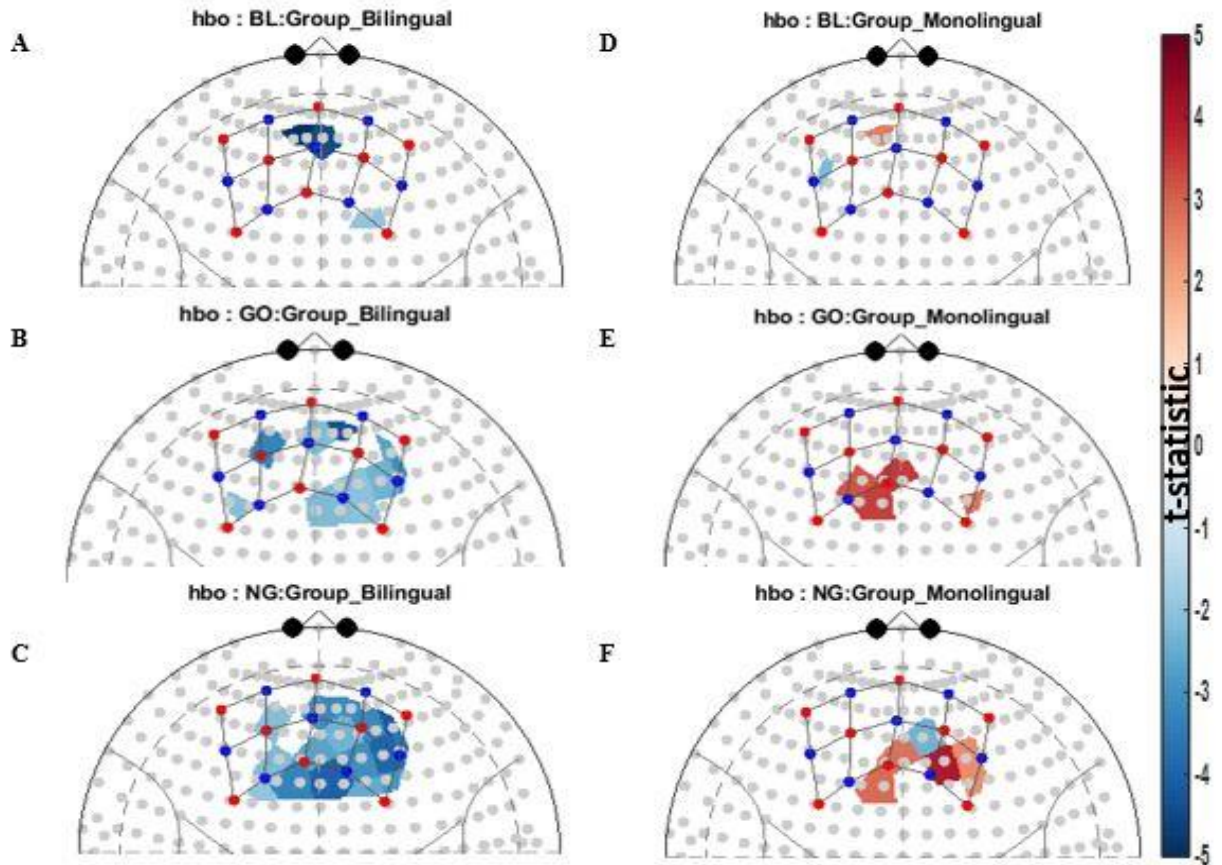 hbo : BL:Group_Bilingual
A
hbo : GO:Group_Bilingual
B
hbo : NG:Group_Bilingual
C
hbo : BL:Group_Monolingual
D
hbo : GO:Group_Monolingual
E
hbo : NG:Group_Monolingual
F
5
4
3
2
1
0
-1
-2
-3
-4
-5
t-statistic